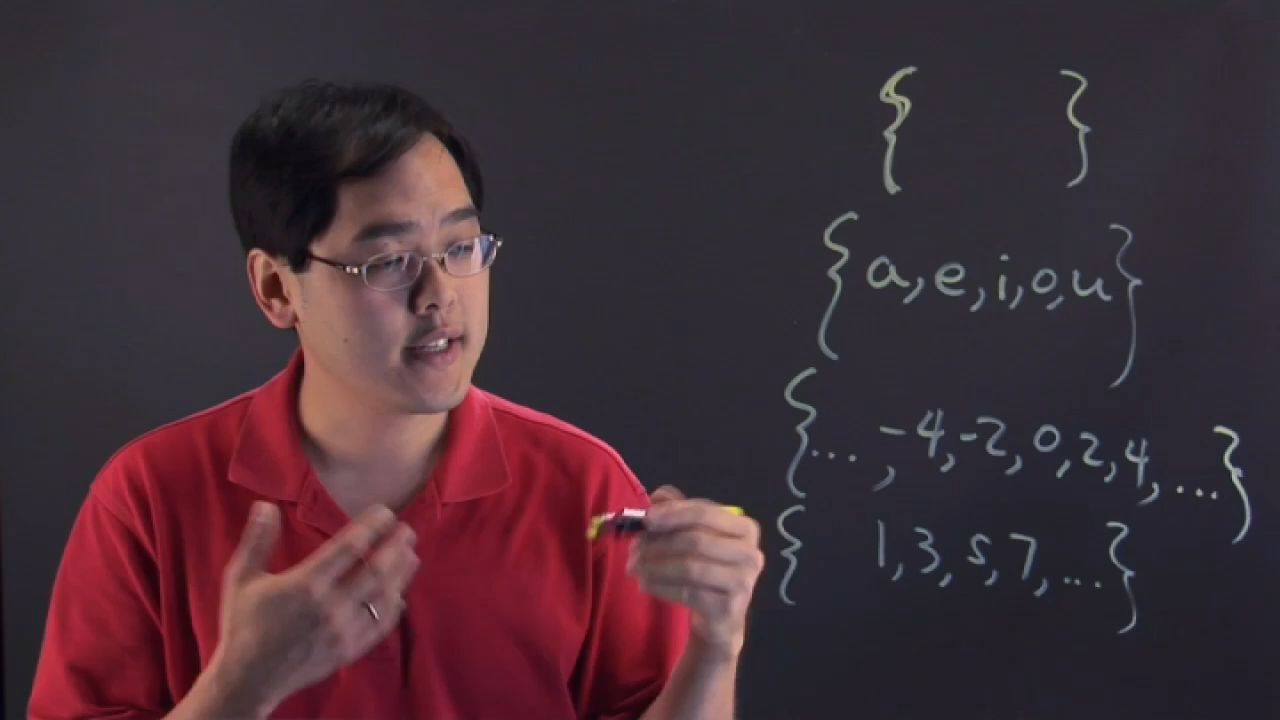 { }
{a, e, i, o, u}
{... , -4, -2, 0, 2, 4, ...}
{ 1, 3, 5, 7, ...}